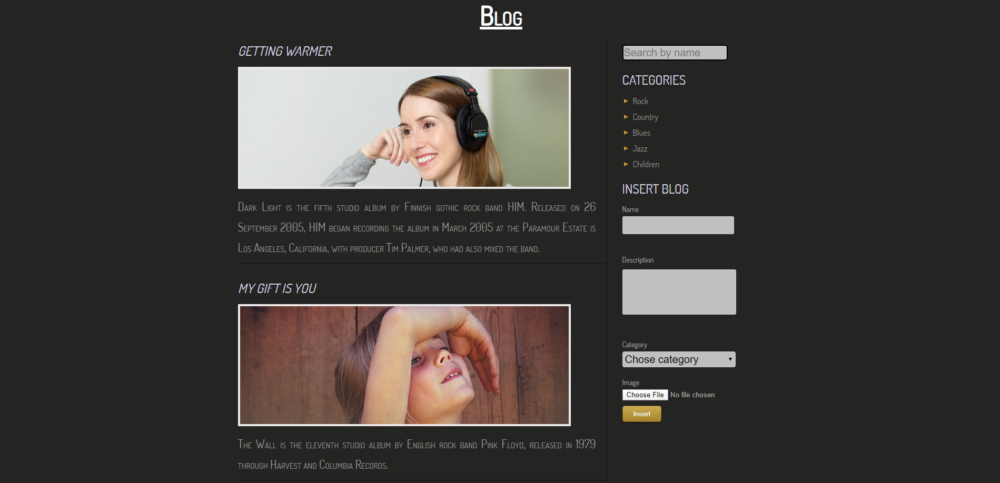 Blog
GETTING WARMER
Dark Light is the fifth studio album by Finnish gothic rock band HIM. Released on 26
September 2005, HIM began recording the album in March 2005 at the Paramour Estate is
Los Angeles, California, with producer Tim Palmer, who had also mixed the band.
MY GIFT IS YOU
The Wall is the eleventh studio album by English rock band Pink Floyd, released in 1979
through Harvest and Columbia Records.
Search by name
CATEGORIES
Rock
Country
Blues
Jazz
Children
INSERT BLOG
Name
Description
Category
Chose category
Image
Choose File No file chosen
Insert